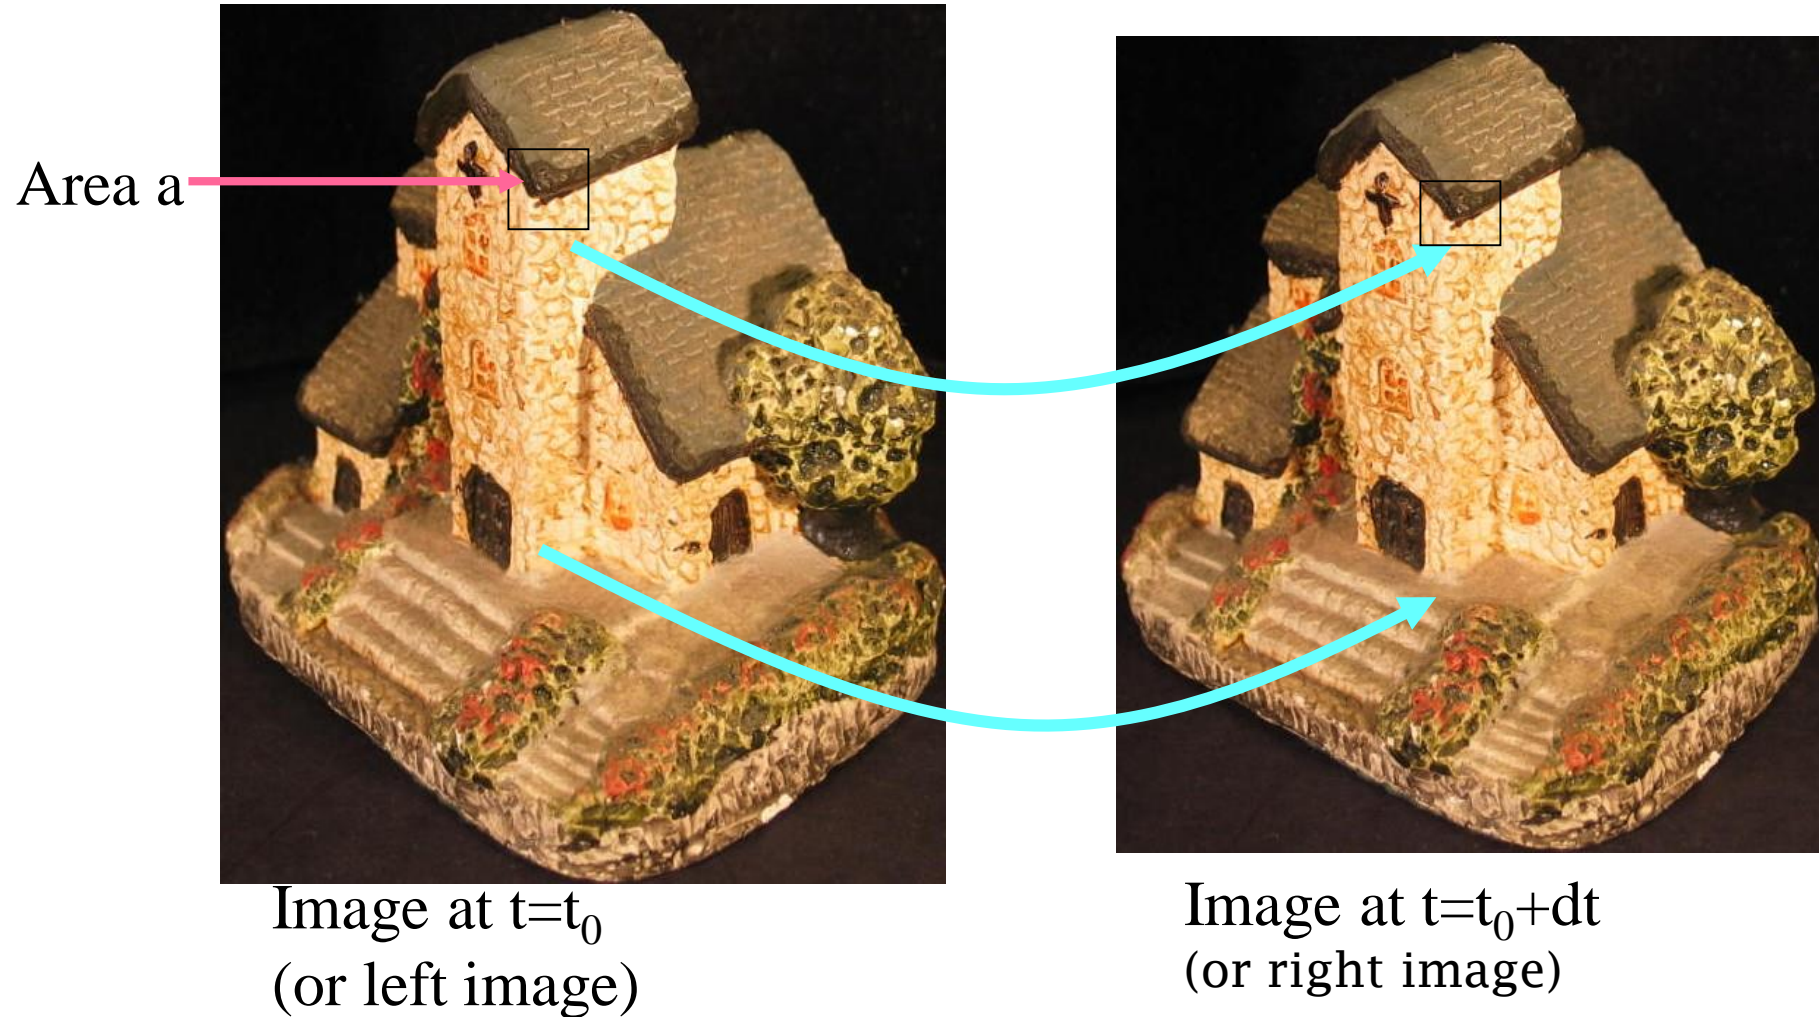 Area a
Image at t=t₀
(or left image)
Image at t=t₀+dt
(or right image)